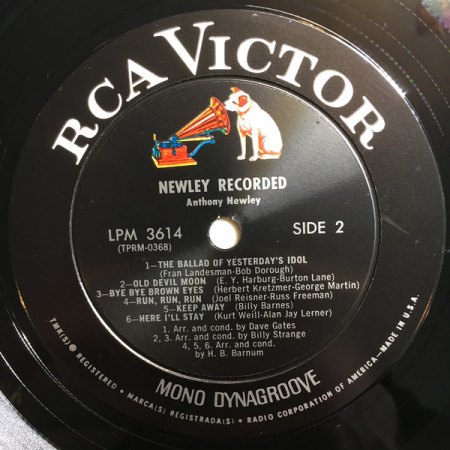 RCA VICTOR
NEWLEY RECORDED
Anthony Newley
LPM 3614
(TPRM-0368)
SIDE 2
1—THE BALLAD OF YESTERDAY'S IDOL
(Fran Landesman-Bob Dorough)
2—OLD DEVIL MOON (E. Y. Harburg-Burton Lane)
3—BYE BYE BROWN EYES (Herbert Kretzmer-George Martin)
4—RUN, RUN, RUN (Joel Reisner-Russ Freeman)
5—KEEP AWAY (Billy Barnes)
6—HERE I'LL STAY (Kurt Weill-Alan Jay Lerner)
1. Arr. and cond. by Dave Gates
2, 3. Arr. and cond. by Billy Strange
4, 5, 6. Arr. and cond. by
H. B. Barnum
TMK(S) ® REGISTERED • MARCA(S) REGISTRADA(S) • RADIO CORPORATION OF AMERICA—MADE IN U.S.A.
MONO DYNAGROOVE